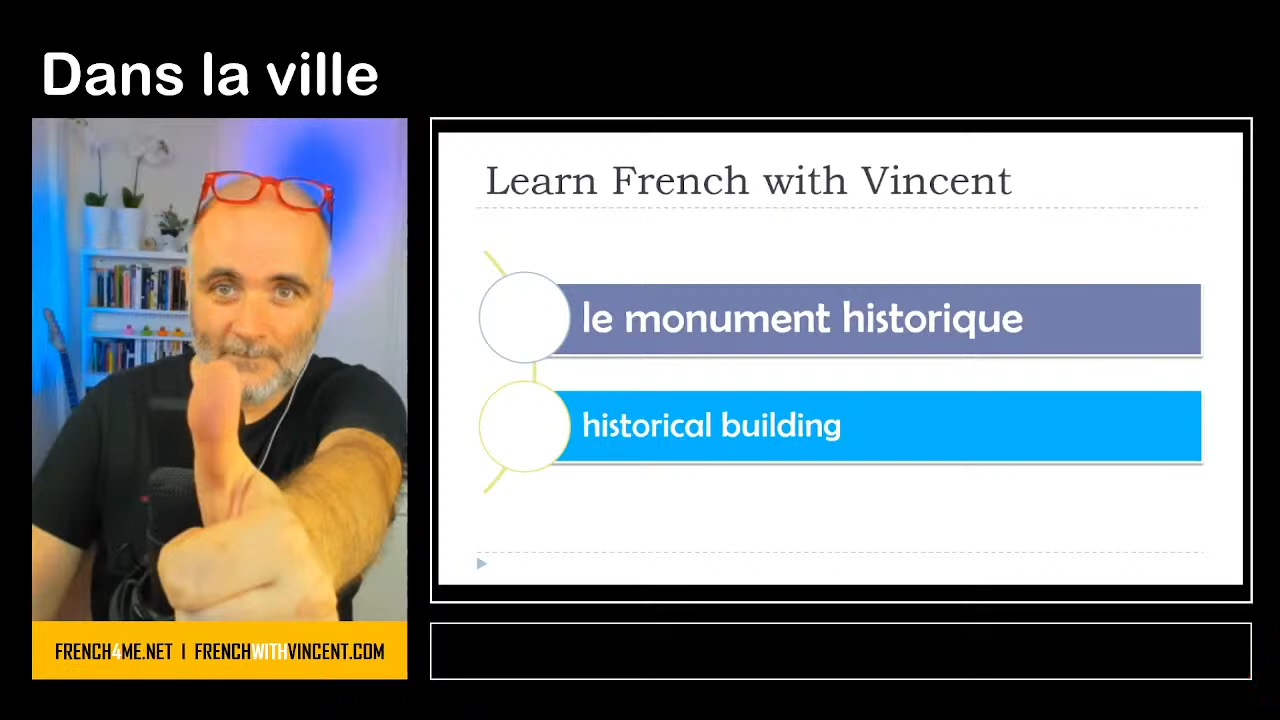 Dans la ville
Learn French with Vincent
le monument historique
historical building
FRENCH4ME.NET I FRENCHWITHVINCENT.COM